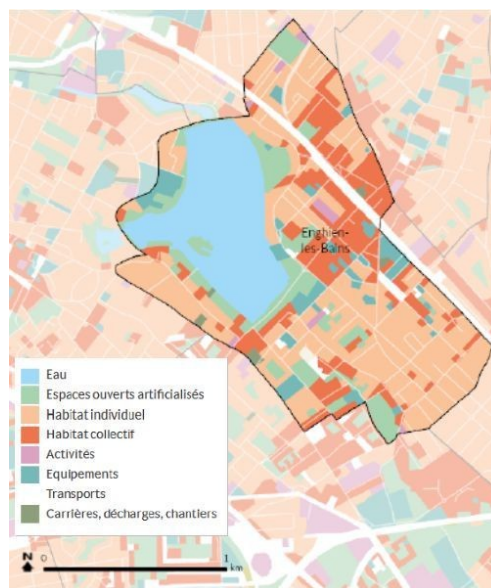 Enghien-
les-Bains
Eau
Espaces ouverts artificialisés
Habitat individuel
Habitat collectif
Activités
Equipements
Transports
Carrières, décharges, chantiers
N 0 1
km